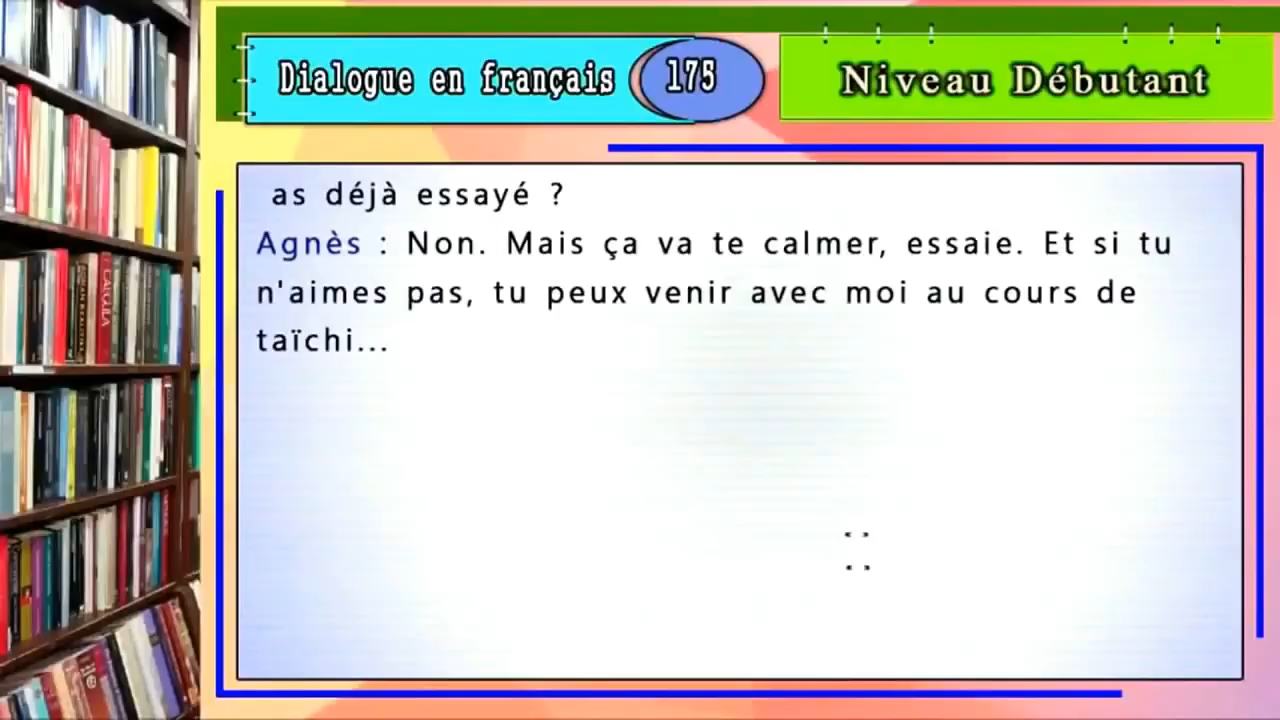 Dialogue en français 175
Niveau Débutant
as déjà essayé ?
Agnès : Non. Mais ça va te calmer, essaie. Et si tu
n'aimes pas, tu peux venir avec moi au cours de
taïchi...
CALIGULA